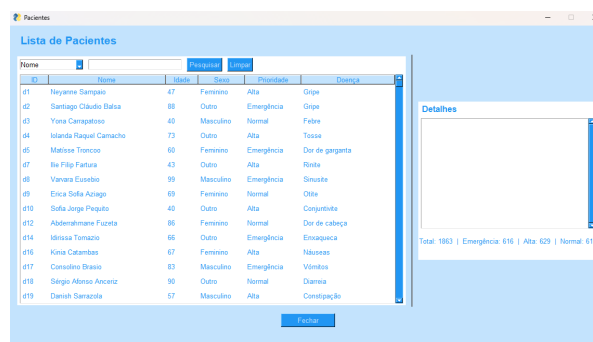 Pacientes
Lista de Pacientes
Nome Pesquisar Limpar
ID Nome Idade Sexo Prioridade Doença
d1 Neyanne Sampaio 47 Feminino Alta Gripe
d2 Santiago Cláudio Balsa 88 Outro Emergência Gripe
d3 Yona Carrapatoso 40 Masculino Normal Febre
d4 Iolanda Raquel Camacho 73 Outro Alta Tosse
d5 Matísse Troncoo 60 Feminino Emergência Dor de garganta
d7 Ilie Filip Fartura 43 Outro Alta Rinite
d8 Varvara Eusebio 99 Masculino Emergência Sinusite
d9 Erica Sofia Aziago 69 Feminino Normal Otite
d10 Sofia Jorge Pequito 40 Outro Alta Conjuntivite
d12 Abderrahmane Fuzeta 86 Feminino Normal Dor de cabeça
d14 Idrissa Tomazio 66 Outro Emergência Enxaqueca
d16 Kinia Catambas 67 Feminino Alta Náuseas
d17 Consolino Brasio 83 Masculino Emergência Vómitos
d18 Sérgio Afonso Anceriz 90 Outro Normal Diarreia
d19 Danish Sarrazola 57 Masculino Alta Constipação
Detalhes
Total: 1863 | Emergência: 616 | Alta: 629 | Normal: 61
Fechar